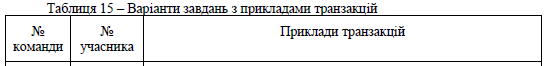 Таблиця 15 – Варіанти завдань з прикладами транзакцій
№ команди
№ учасника
Приклади транзакцій